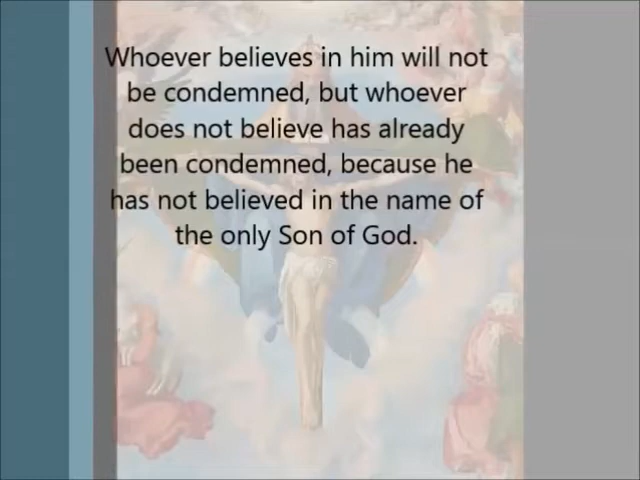 Whoever believes in him will not
be condemned, but whoever
does not believe has already
been condemned, because he
has not believed in the name of
the only Son of God.